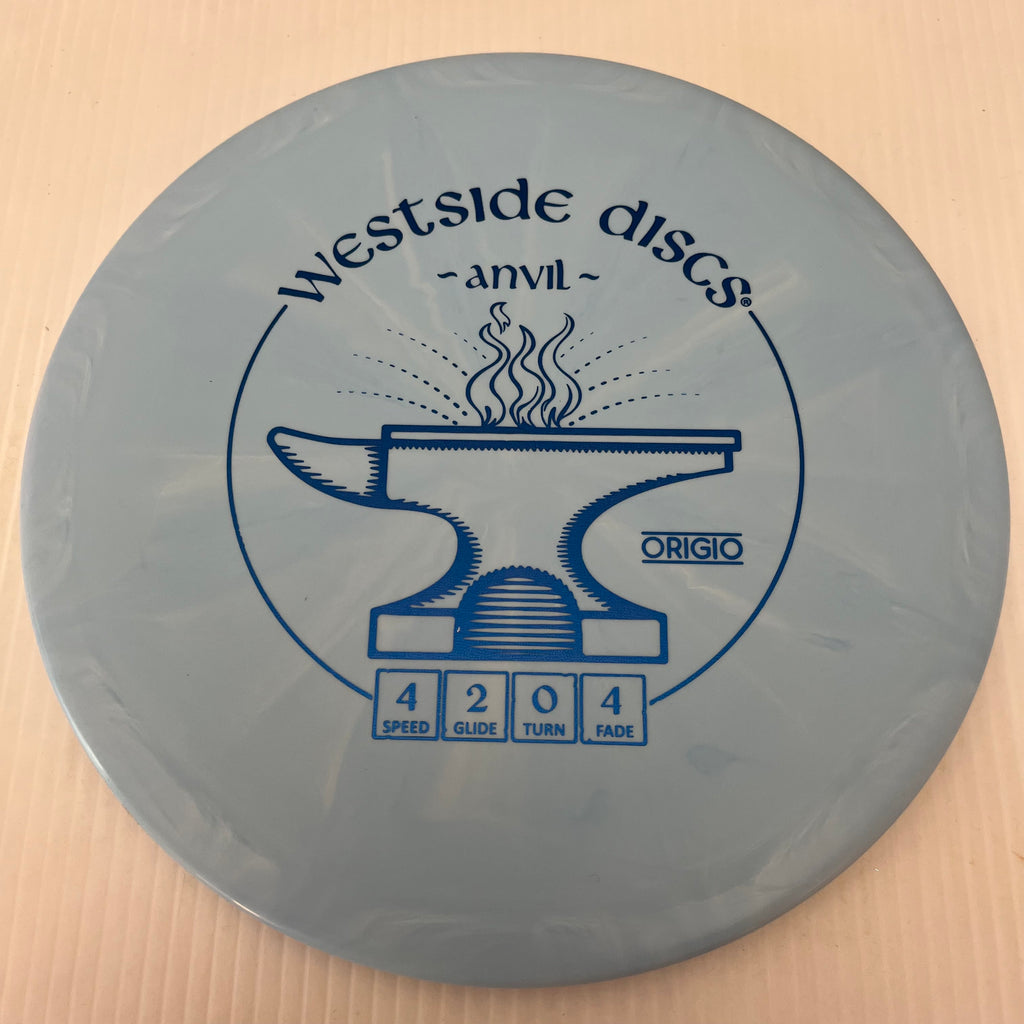 westside discs®
~ anvil ~
ORIGIO
4 2 0 4
SPEED GLIDE TURN FADE